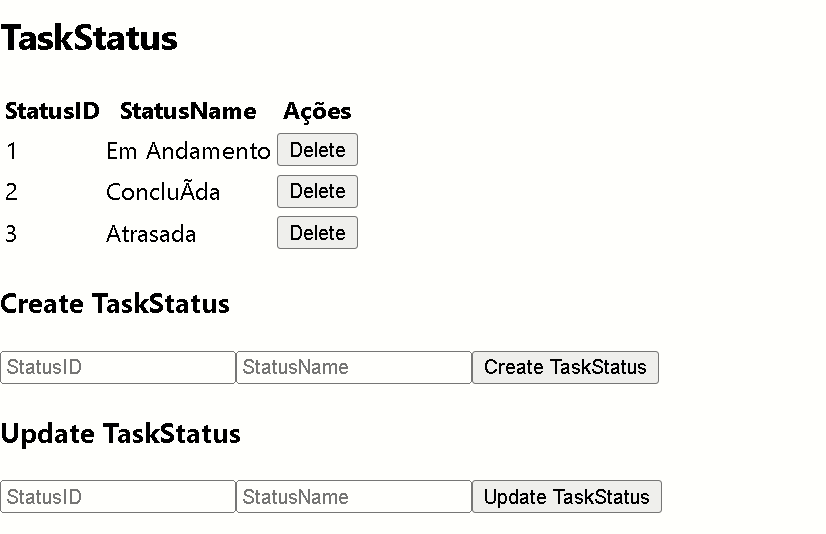 TaskStatus
StatusID StatusName Ações
1 Em Andamento Delete
2 ConcluÃda Delete
3 Atrasada Delete
Create TaskStatus
StatusID StatusName Create TaskStatus
Update TaskStatus
StatusID StatusName Update TaskStatus